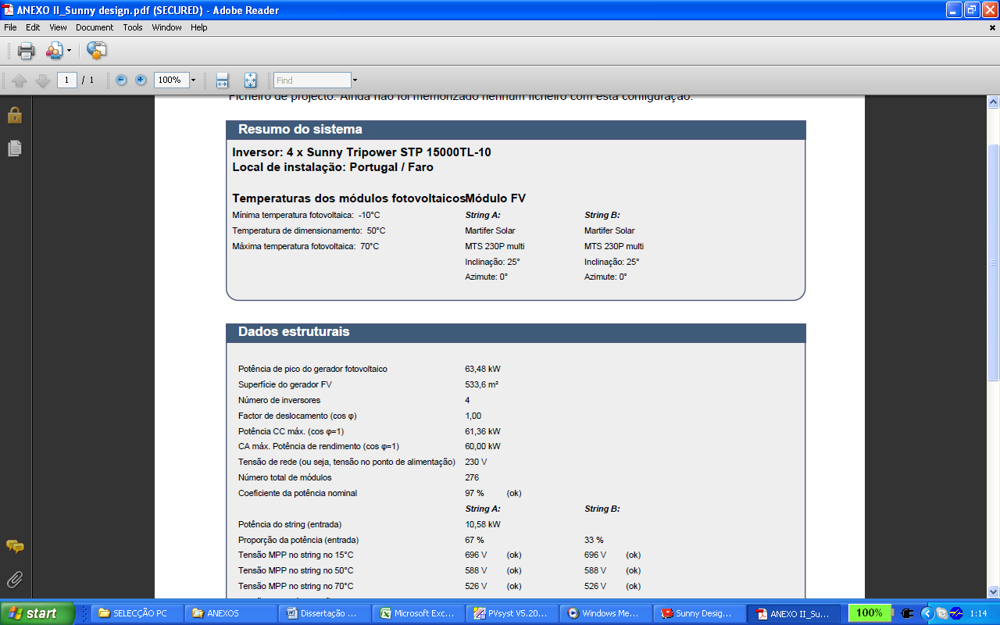 ANEXO II_Sunny design.pdf (SECURED) - Adobe Reader
File Edit View Document Tools Window Help
1 / 1 100% Find
Ficheiro de projecto: Ainda não foi memorizado nenhum ficheiro com esta configuração.
Resumo do sistema
Inversor: 4 x Sunny Tripower STP 15000TL-10
Local de instalação: Portugal / Faro
Temperaturas dos módulos fotovoltaicos Módulo FV
Mínima temperatura fotovoltaica: -10°C String A: String B:
Temperatura de dimensionamento: 50°C Martifer Solar Martifer Solar
Máxima temperatura fotovoltaica: 70°C MTS 230P multi MTS 230P multi
Inclinação: 25° Inclinação: 25°
Azimute: 0° Azimute: 0°
Dados estruturais
Potência de pico do gerador fotovoltaico 63,48 kW
Superfície do gerador FV 533,6 m²
Número de inversores 4
Factor de deslocamento (cos φ) 1,00
Potência CC máx. (cos φ=1) 61,36 kW
CA máx. Potência de rendimento (cos φ=1) 60,00 kW
Tensão de rede (ou seja, tensão no ponto de alimentação) 230 V
Número total de módulos 276
Coeficiente da potência nominal 97 % (ok)
String A: String B:
Potência do string (entrada) 10,58 kW
Proporção da potência (entrada) 67 % 33 %
Tensão MPP no string no 15°C 696 V (ok) 696 V (ok)
Tensão MPP no string no 50°C 588 V (ok) 588 V (ok)
Tensão MPP no string no 70°C 526 V (ok) 526 V (ok)
start SELECÇÃO PC ANEXOS Dissertação ... Microsoft Exc... PVsyst V5.20... Windows Me... Sunny Desig... ANEXO II_Su... 100% 1:14